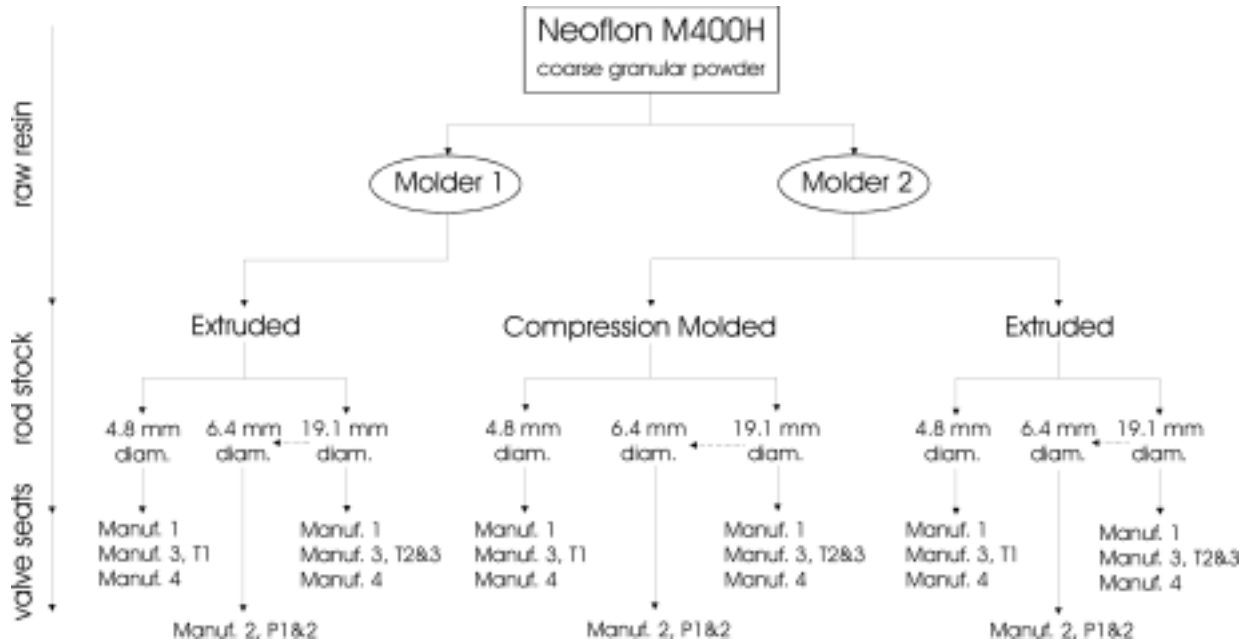 Neoflon M400H
coarse granular powder
raw resin
Molder 1
Molder 2
Extruded
Compression Molded
Extruded
rod stock
4.8 mm
diam.
6.4 mm
diam.
19.1 mm
diam.
4.8 mm
diam.
6.4 mm
diam.
19.1 mm
diam.
4.8 mm
diam.
6.4 mm
diam.
19.1 mm
diam.
valve seats
Manuf. 1
Manuf. 3, T1
Manuf. 4
Manuf. 1
Manuf. 3, T2&3
Manuf. 4
Manuf. 1
Manuf. 3, T1
Manuf. 4
Manuf. 1
Manuf. 3, T2&3
Manuf. 4
Manuf. 1
Manuf. 3, T1
Manuf. 4
Manuf. 1
Manuf. 3, T2&3
Manuf. 4
Manuf. 2, P1&2
Manuf. 2, P1&2
Manuf. 2, P1&2